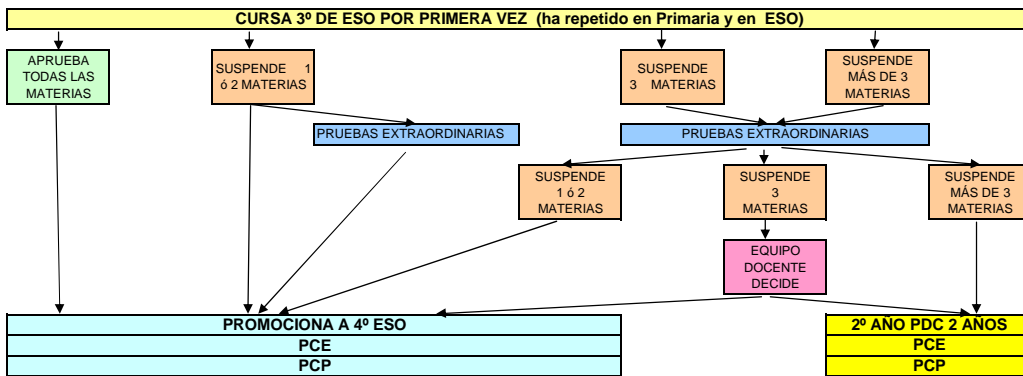 CURSA 3º DE ESO POR PRIMERA VEZ (ha repetido en Primaria y en ESO)
APRUEBA
TODAS LAS
MATERIAS
SUSPENDE 1
ó 2 MATERIAS
SUSPENDE
3 MATERIAS
SUSPENDE
MÁS DE 3
MATERIAS
PRUEBAS EXTRAORDINARIAS
PRUEBAS EXTRAORDINARIAS
SUSPENDE
1 ó 2
MATERIAS
SUSPENDE
3
MATERIAS
SUSPENDE
MÁS DE 3
MATERIAS
EQUIPO
DOCENTE
DECIDE
PROMOCIONA A 4º ESO
PCE
PCP
2º AÑO PDC 2 AÑOS
PCE
PCP